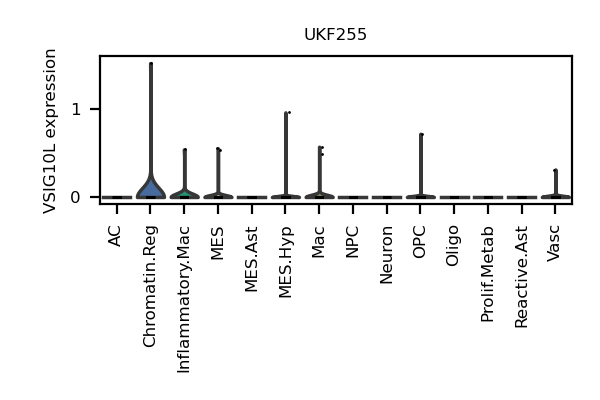 UKF255
VSIG10L expression
1
0
AC
Chromatin.Reg
Inflammatory.Mac
MES
MES.Ast
MES.Hyp
Mac
NPC
Neuron
OPC
Oligo
Prolif.Metab
Reactive.Ast
Vasc